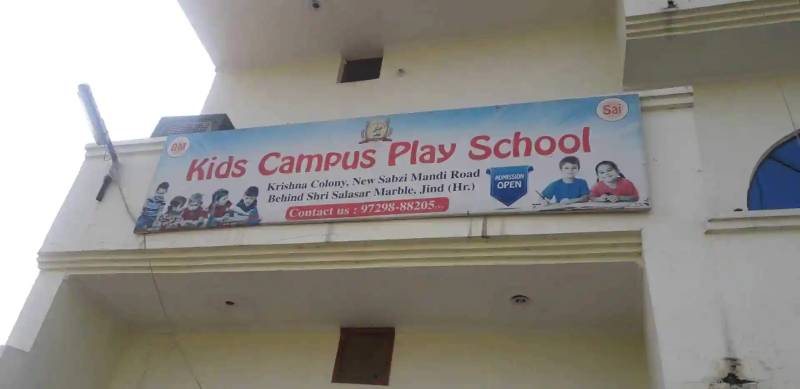 GM
Sai
Kids Campus Play School
Krishna Colony, New Sabzi Mandi Road
Behind Shri Salasar Marble, Jind (Hr.)
Contact us : 97298-88205
ADMISSION
OPEN